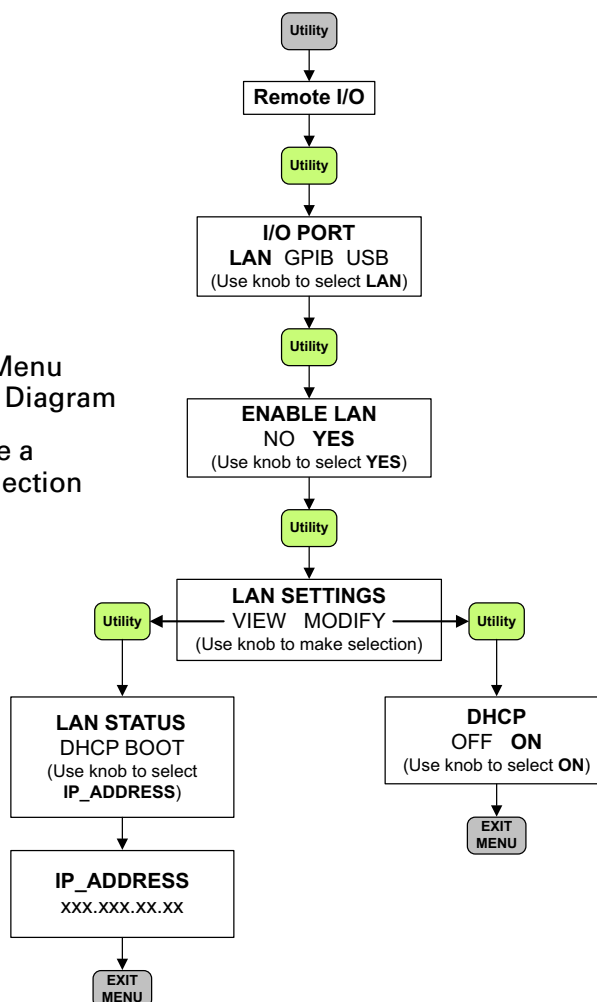 Utility
Remote I/O
Utility
I/O PORT
LAN GPIB USB
(Use knob to select LAN)
Utility
Menu
Diagram
e a
ection
ENABLE LAN
NO YES
(Use knob to select YES)
Utility
LAN SETTINGS
VIEW MODIFY
(Use knob to make selection)
Utility
Utility
LAN STATUS
DHCP BOOT
(Use knob to select
IP_ADDRESS)
DHCP
OFF ON
(Use knob to select ON)
EXIT
MENU
IP_ADDRESS
xxx.xxx.xx.xx
EXIT
MENU